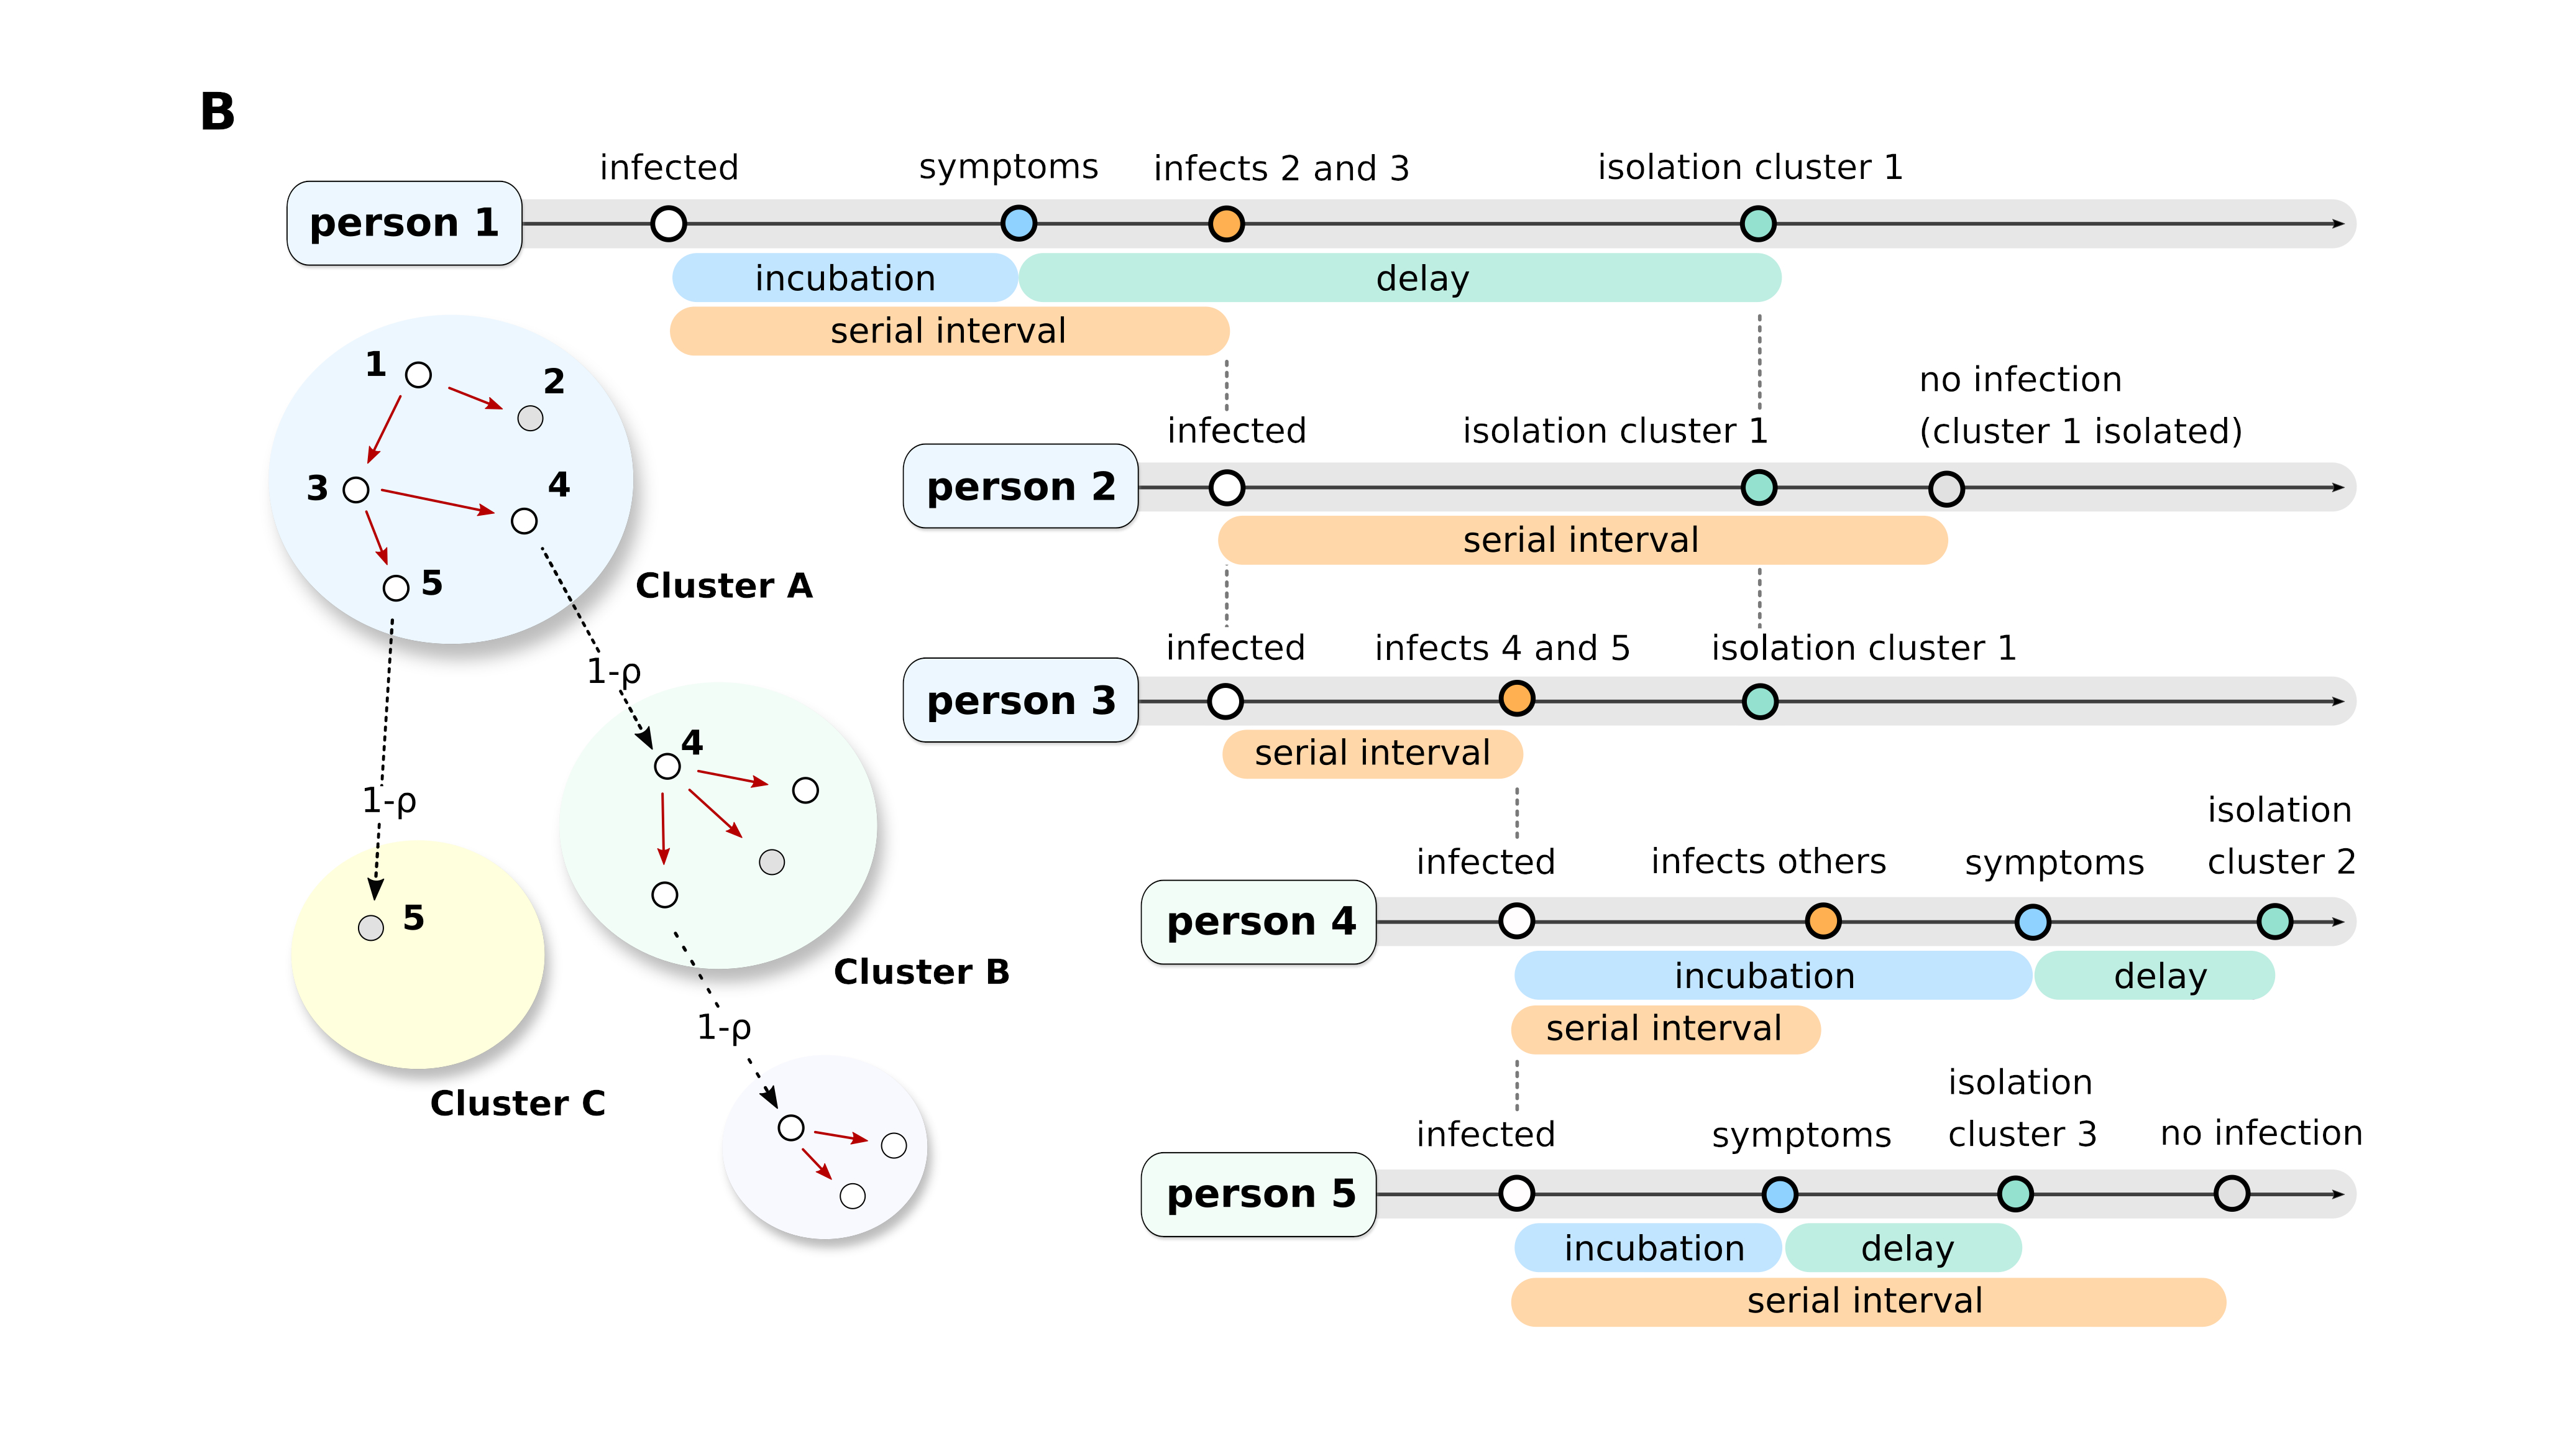 B
infected
symptoms
infects 2 and 3
isolation cluster 1
person 1
incubation
delay
serial interval
no infection
(cluster 1 isolated)
infected
isolation cluster 1
person 2
serial interval
infected
infects 4 and 5
isolation cluster 1
person 3
serial interval
isolation
cluster 2
infected
infects others
symptoms
person 4
incubation
delay
serial interval
isolation
cluster 3
infected
symptoms
no infection
person 5
incubation
delay
serial interval
1
2
3
4
5
Cluster A
1-ρ
1-ρ
4
Cluster B
5
Cluster C
1-ρ